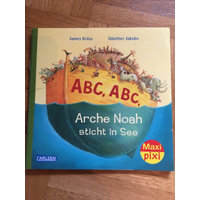 James Krüss Günther Jakobs
ABC, ABC,
Arche Noah
sticht in See
Maxi
pixi
CARLSEN